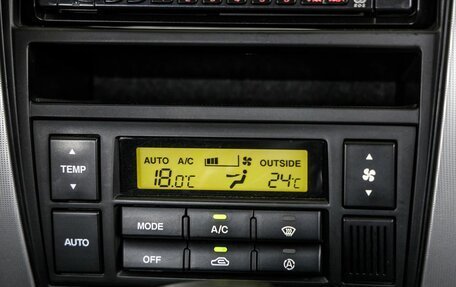 AUTO A/C OUTSIDE
18.0°C 24°C
TEMP
MODE A/C
AUTO
OFF